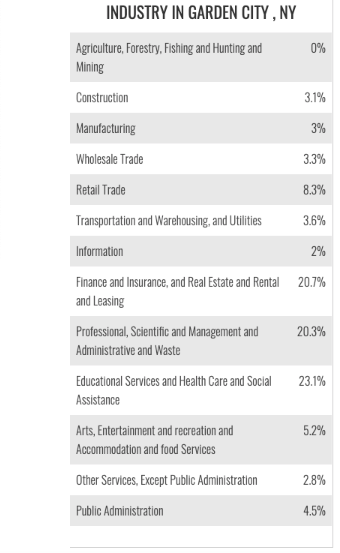 INDUSTRY IN GARDEN CITY , NY
Agriculture, Forestry, Fishing and Hunting and 0%
Mining
Construction 3.1%
Manufacturing 3%
Wholesale Trade 3.3%
Retail Trade 8.3%
Transportation and Warehousing, and Utilities 3.6%
Information 2%
Finance and Insurance, and Real Estate and Rental 20.7%
and Leasing
Professional, Scientific and Management and 20.3%
Administrative and Waste
Educational Services and Health Care and Social 23.1%
Assistance
Arts, Entertainment and recreation and 5.2%
Accommodation and food Services
Other Services, Except Public Administration 2.8%
Public Administration 4.5%